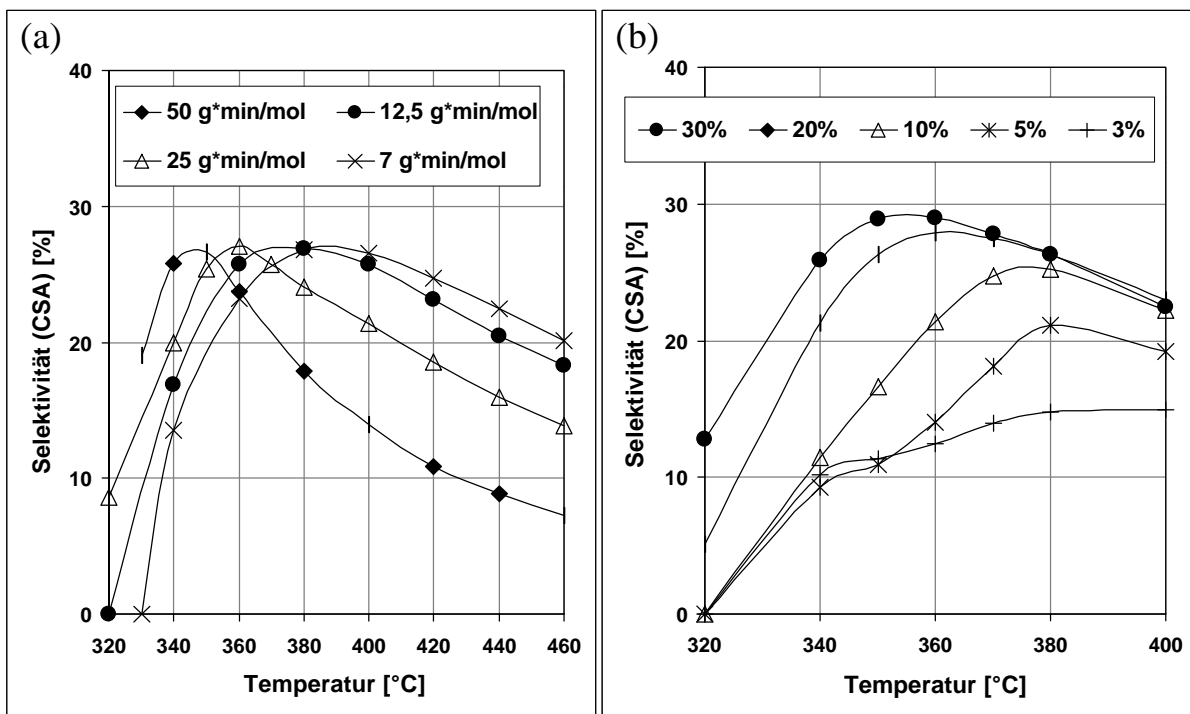 (a)
40
50 g*min/mol 12,5 g*min/mol
25 g*min/mol 7 g*min/mol
30
20
10
0
Selektivität (CSA) [%]
320 340 360 380 400 420 440 460
Temperatur [°C]
(b)
40
30% 20% 10% 5% 3%
30
20
10
0
Selektivität (CSA) [%]
320 340 360 380 400
Temperatur [°C]